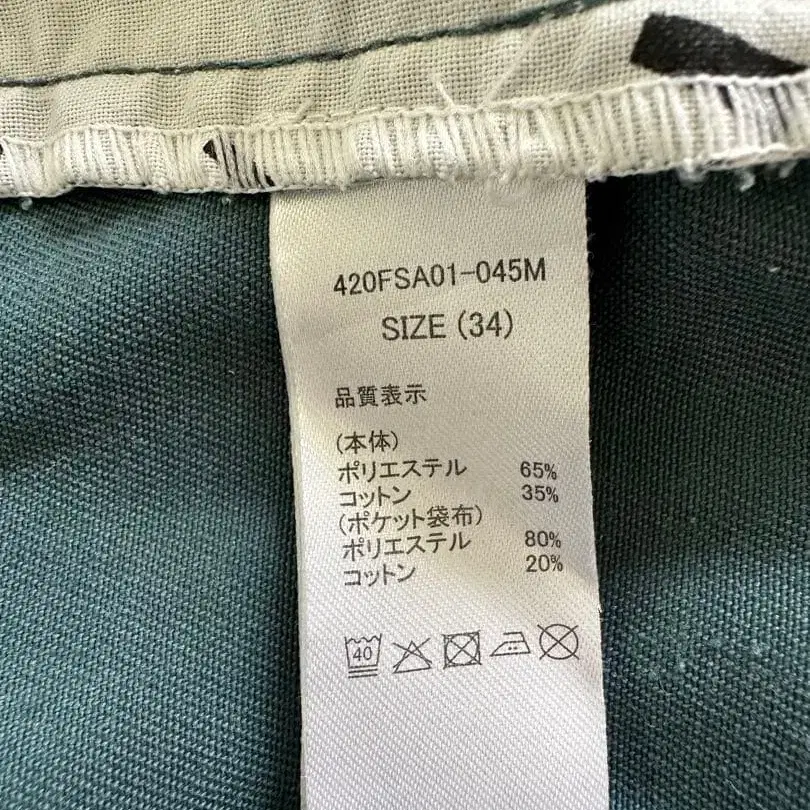 420FSA01-045M
SIZE (34)
品質表示
(本体)
ポリエステル 65%
コットン 35%
(ポケット袋布)
ポリエステル 80%
コットン 20%
40